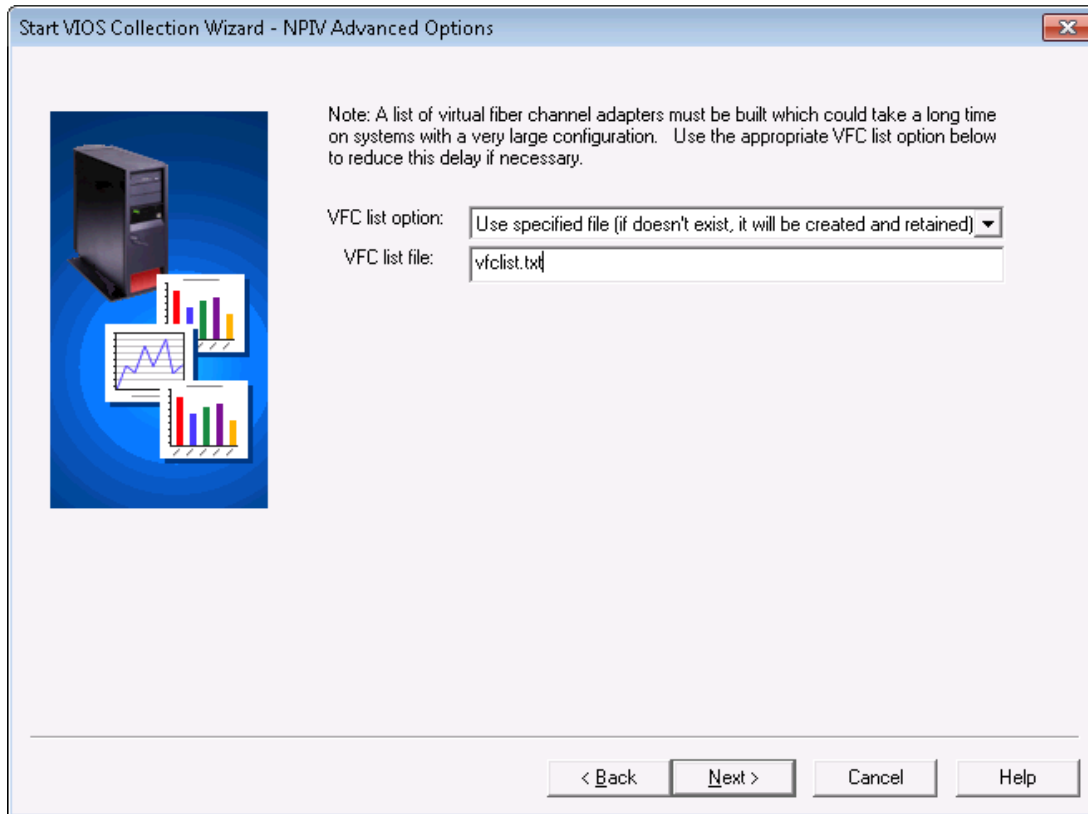 Start VIOS Collection Wizard - NPIV Advanced Options
Note: A list of virtual fiber channel adapters must be built which could take a long time
on systems with a very large configuration.   Use the appropriate VFC list option below
to reduce this delay if necessary.
VFC list option: Use specified file (if doesn't exist, it will be created and retained)
VFC list file: vfclist.txt
< Back Next > Cancel Help